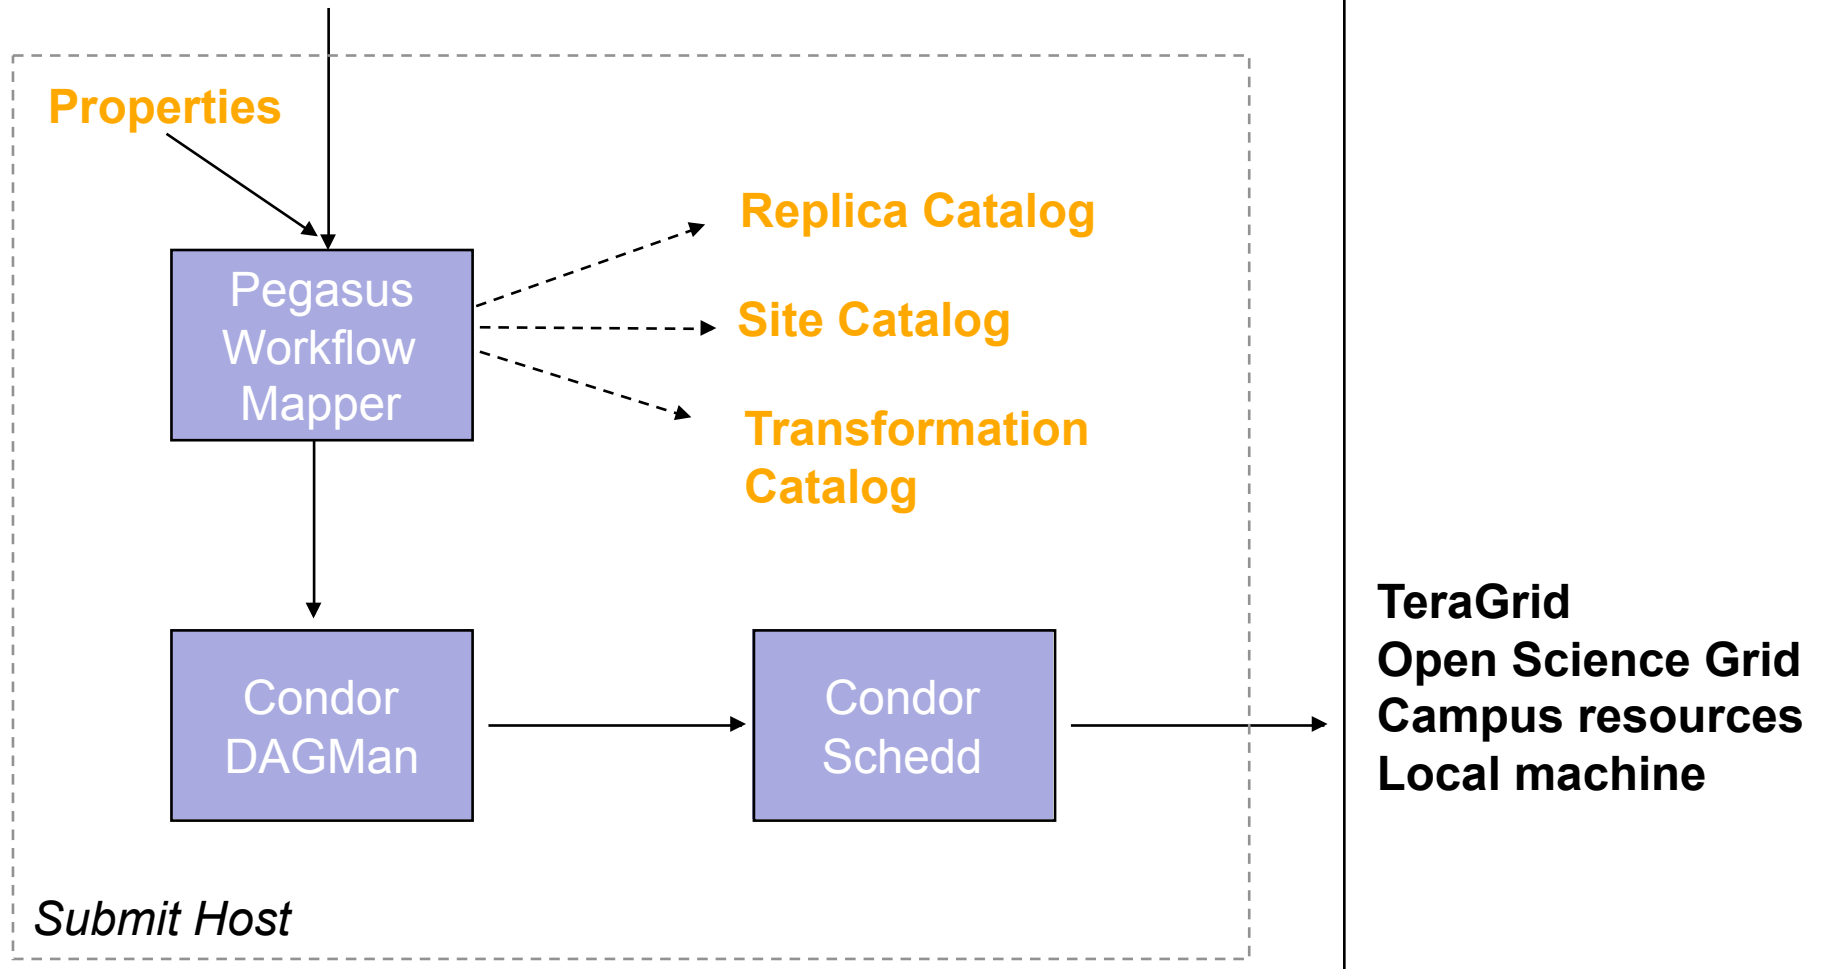 Properties
Replica Catalog
Pegasus
Workflow
Mapper
Site Catalog
Transformation
Catalog
Condor
DAGMan
Condor
Schedd
TeraGrid
Open Science Grid
Campus resources
Local machine
Submit Host